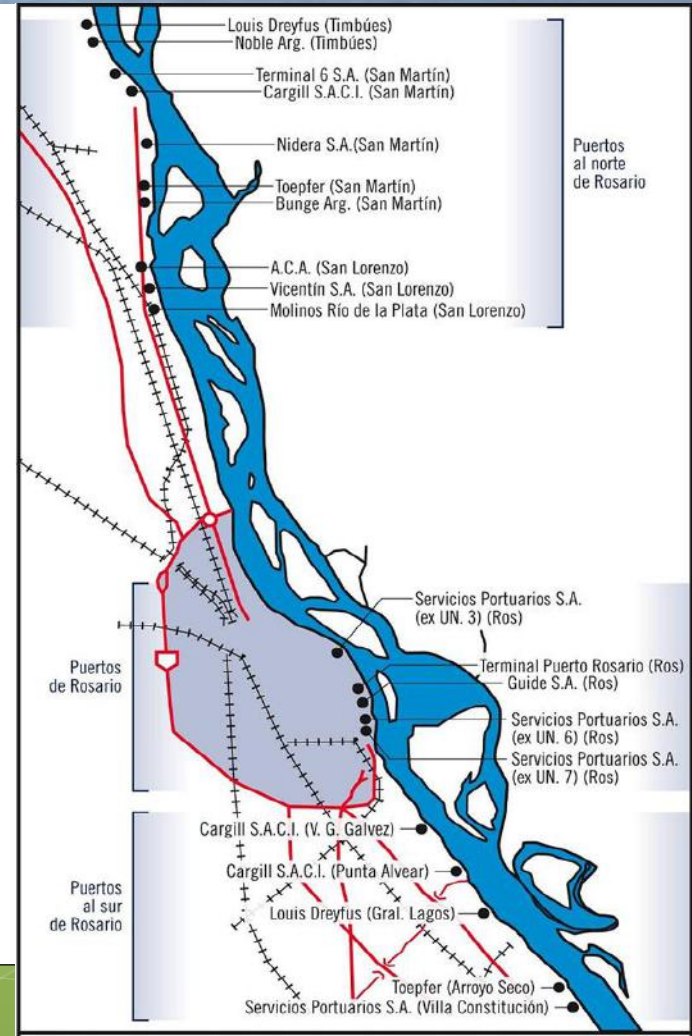 Louis Dreyfus (Timbúes)
Noble Arg. (Timbúes)
Terminal 6 S.A. (San Martín)
Cargill S.A.C.I. (San Martín)
Nidera S.A.(San Martín)
Toepfer (San Martín)
Bunge Arg. (San Martín)
A.C.A. (San Lorenzo)
Vicentín S.A. (San Lorenzo)
Molinos Río de la Plata (San Lorenzo)
Puertos
al norte
de Rosario
Servicios Portuarios S.A.
(ex UN. 3) (Ros)
Terminal Puerto Rosario (Ros)
Guide S.A. (Ros)
Servicios Portuarios S.A.
(ex UN. 6) (Ros)
Servicios Portuarios S.A.
(ex UN. 7) (Ros)
Puertos
de Rosario
Cargill S.A.C.I. (V. G. Galvez)
Cargill S.A.C.I. (Punta Alvear)
Louis Dreyfus (Gral. Lagos)
Toepfer (Arroyo Seco)
Servicios Portuarios S.A. (Villa Constitución)
Puertos
al sur
de Rosario